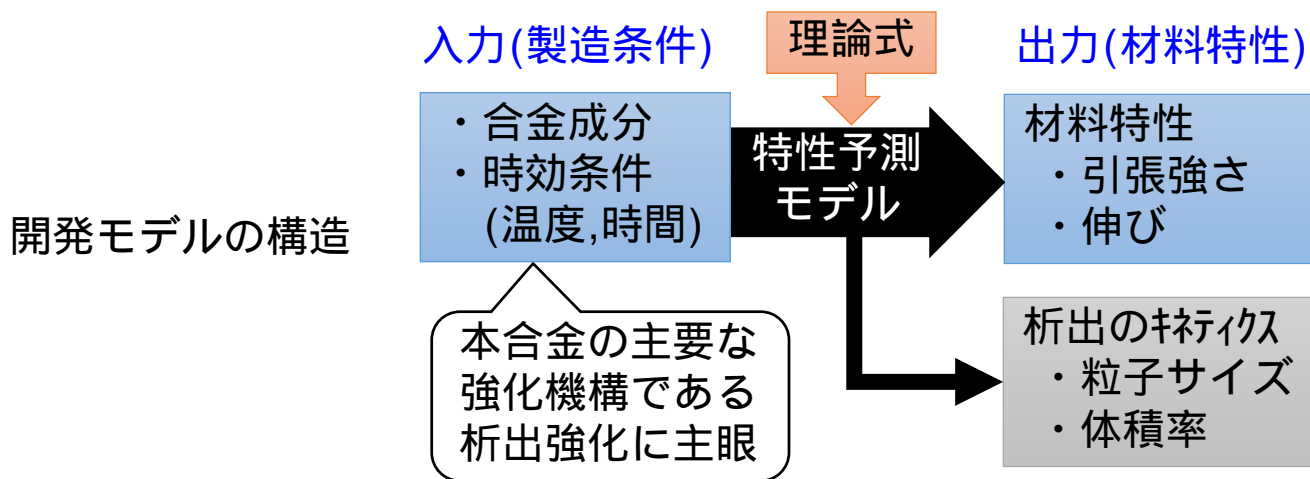 入力(製造条件)
理論式
出力(材料特性)
・合金成分
・時効条件
(温度,時間)
特性予測
モデル
材料特性
・引張強さ
・伸び
開発モデルの構造
本合金の主要な
強化機構である
析出強化に主眼
析出のｷﾈﾃｨｸｽ
・粒子サイズ
・体積率